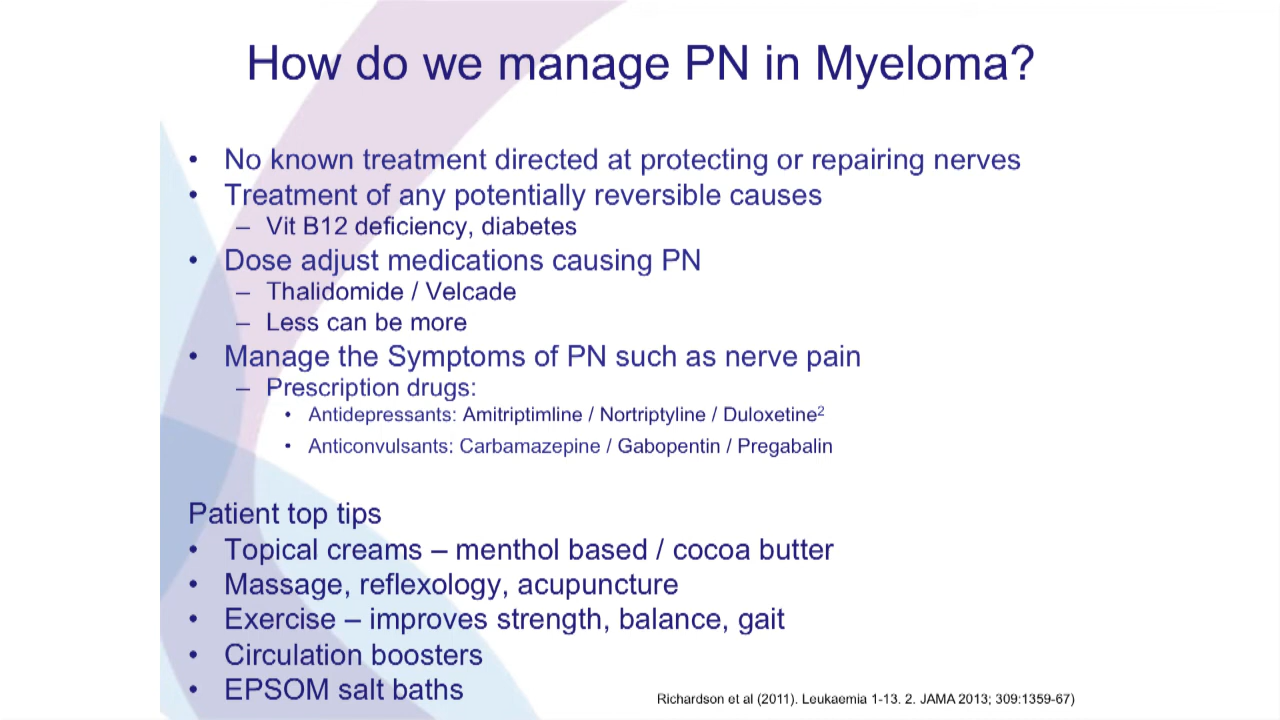 How do we manage PN in Myeloma?
• No known treatment directed at protecting or repairing nerves
• Treatment of any potentially reversible causes
– Vit B12 deficiency, diabetes
• Dose adjust medications causing PN
– Thalidomide / Velcade
– Less can be more
• Manage the Symptoms of PN such as nerve pain
– Prescription drugs:
• Antidepressants: Amitriptimline / Nortriptyline / Duloxetine²
• Anticonvulsants: Carbamazepine / Gabopentin / Pregabalin
Patient top tips
• Topical creams – menthol based / cocoa butter
• Massage, reflexology, acupuncture
• Exercise – improves strength, balance, gait
• Circulation boosters
• EPSOM salt baths
Richardson et al (2011). Leukaemia 1-13. 2. JAMA 2013; 309:1359-67)